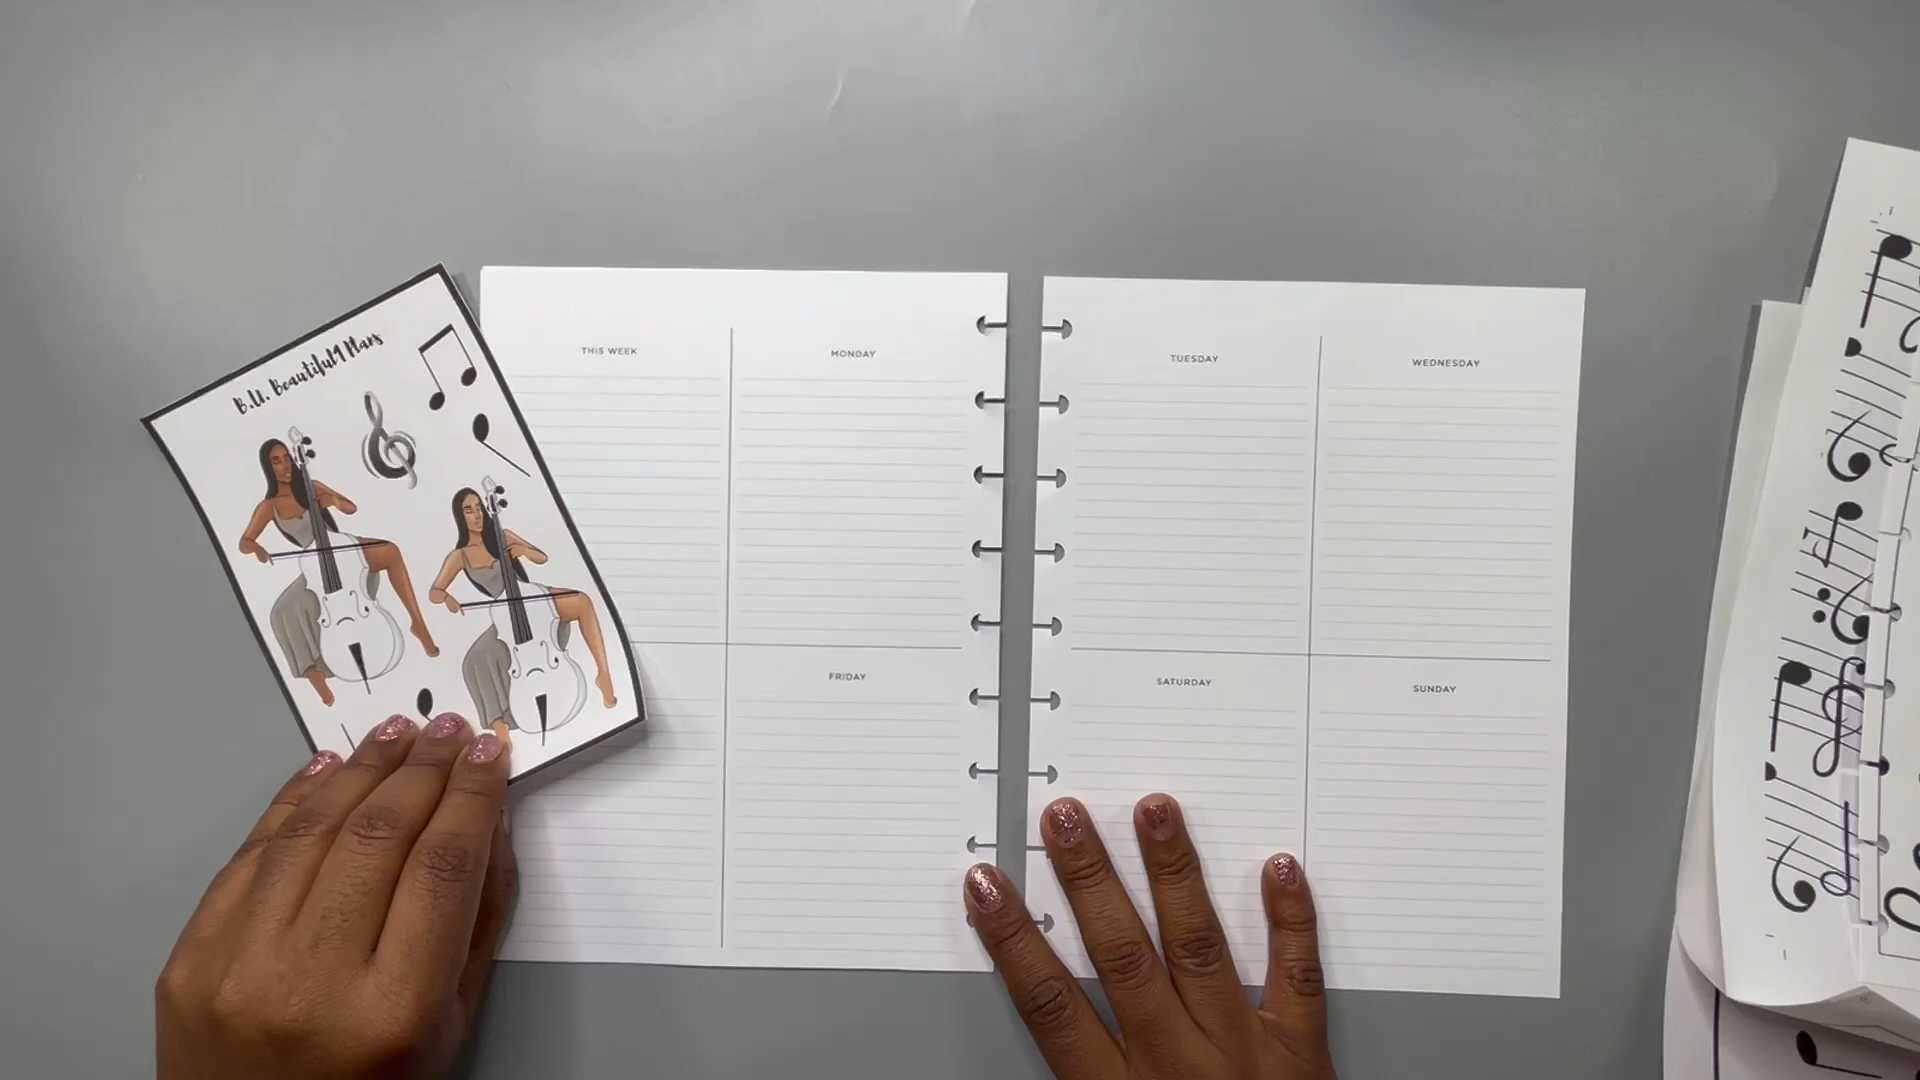 B.U. Beautiful4 Plans
THIS WEEK
MONDAY
TUESDAY
WEDNESDAY
FRIDAY
SATURDAY
SUNDAY